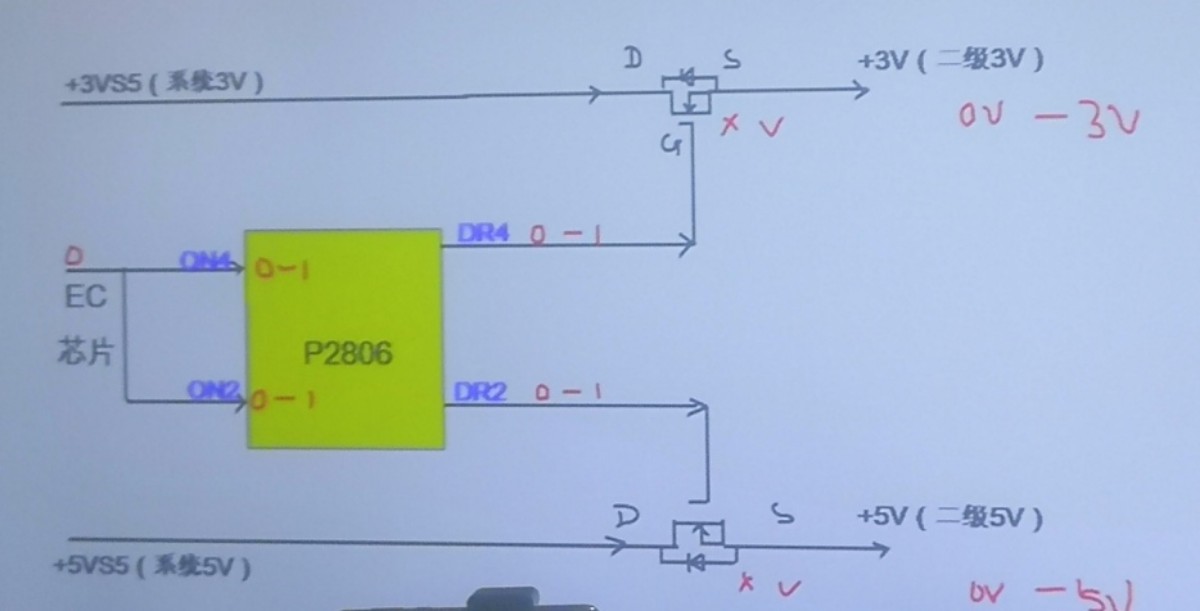 D S
+3VS5 ( 系统3V )
+3V ( 二级3V )
× V
0V - 3V
G
DR4 0 - 1
0
ON4 0-1
EC
芯片
P2806
ON2 0-1
DR2 0 - 1
D S
+5V ( 二级5V )
+5VS5 ( 系统5V )
× V
0V - 5V